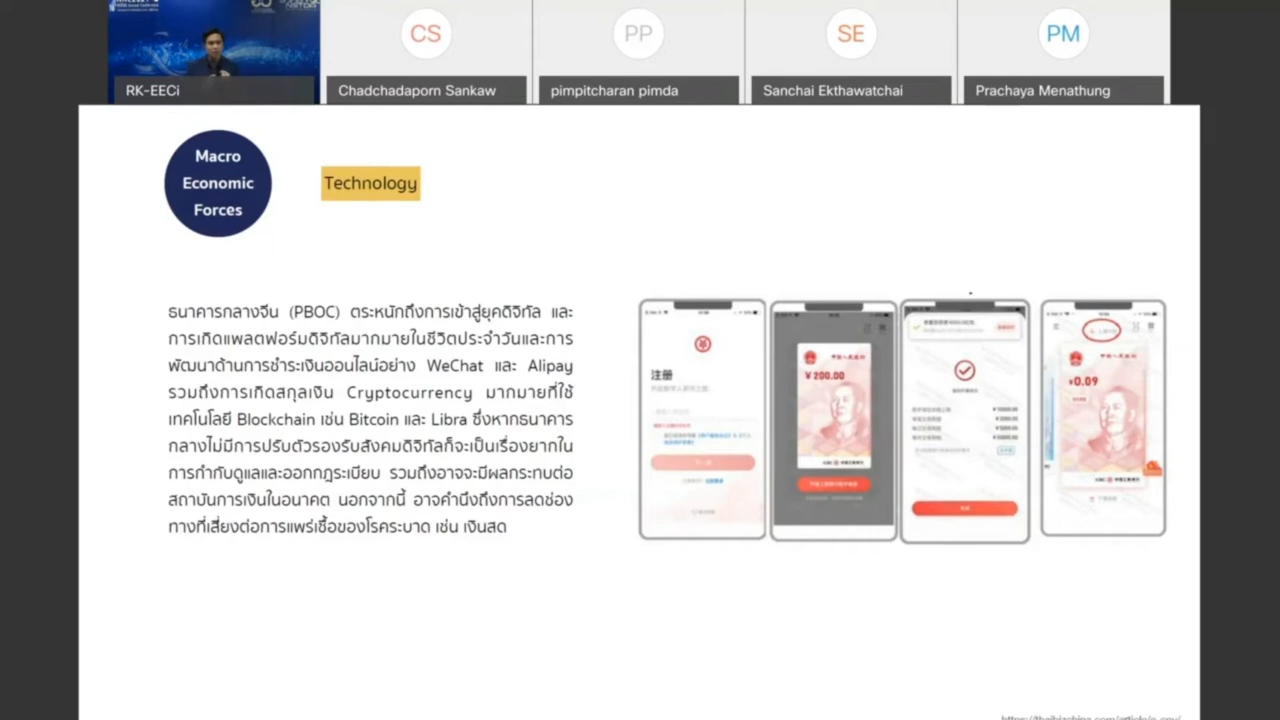 CS
PP
SE
PM
RK-EECi
Chadchadaporn Sankaw
pimpitcharan pimda
Sanchai Ekthawatchai
Prachaya Menathung
Macro
Economic
Forces
Technology
ธนาคารกลางจีน (PBOC) ตระหนักถึงการเข้าสู่ยุคดิจิทัล และ
การเกิดแพลตฟอร์มดิจิทัลมากมายในชีวิตประจำวันและการ
พัฒนาด้านการชำระเงินออนไลน์อย่าง WeChat และ Alipay
รวมถึงการเกิดสกุลเงิน Cryptocurrency มากมายที่ใช้
เทคโนโลยี Blockchain เช่น Bitcoin และ Libra ซึ่งหากธนาคาร
กลางไม่มีการปรับตัวรองรับสังคมดิจิทัลก็จะเป็นเรื่องยากใน
การกำกับดูแลและออกกฎระเบียบ รวมถึงอาจจะมีผลกระทบต่อ
สถาบันการเงินในอนาคต นอกจากนี้ อาจคำนึงถึงการลดช่อง
ทางที่เสี่ยงต่อการแพร่เชื้อของโรคระบาด เช่น เงินสด
注册
¥ 200.00
¥0.09